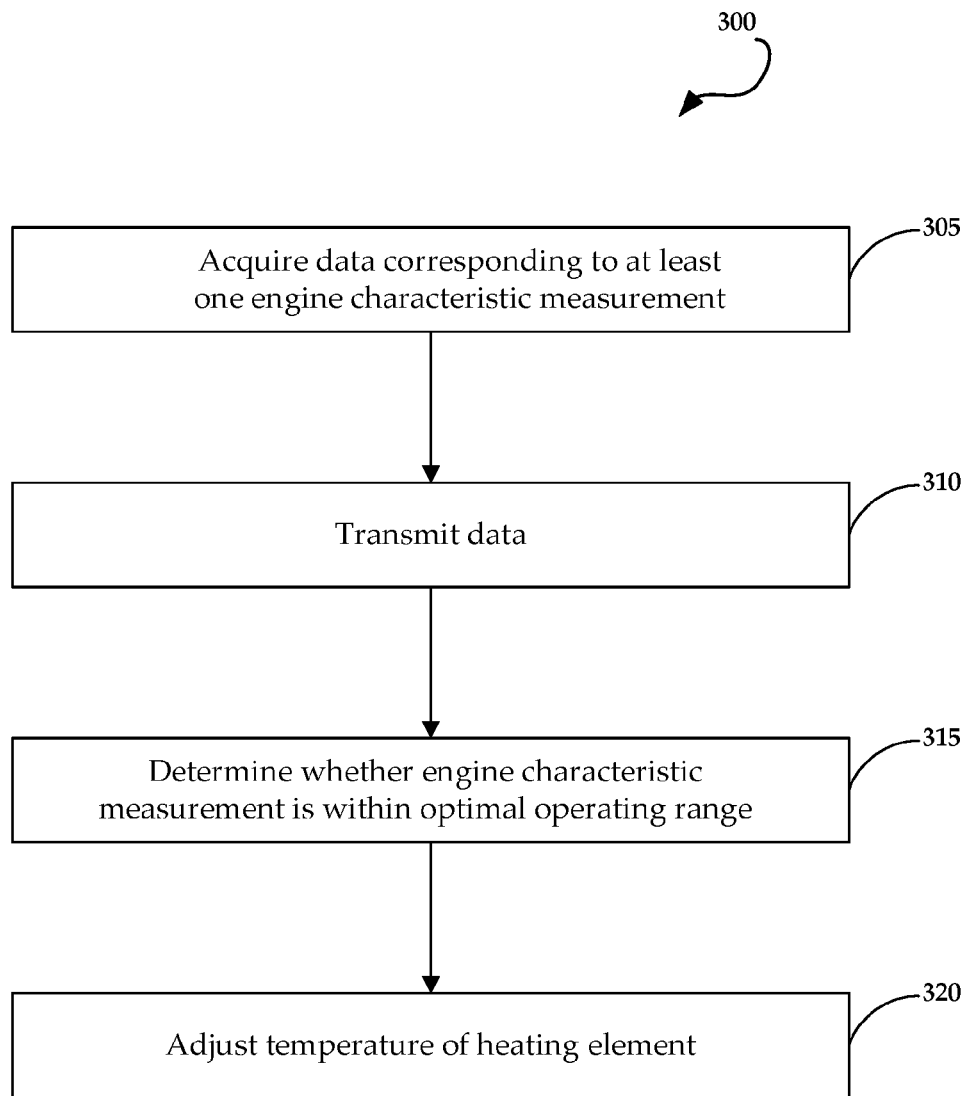 300
305
Acquire data corresponding to at least
one engine characteristic measurement
310
Transmit data
315
Determine whether engine characteristic
measurement is within optimal operating range
320
Adjust temperature of heating element